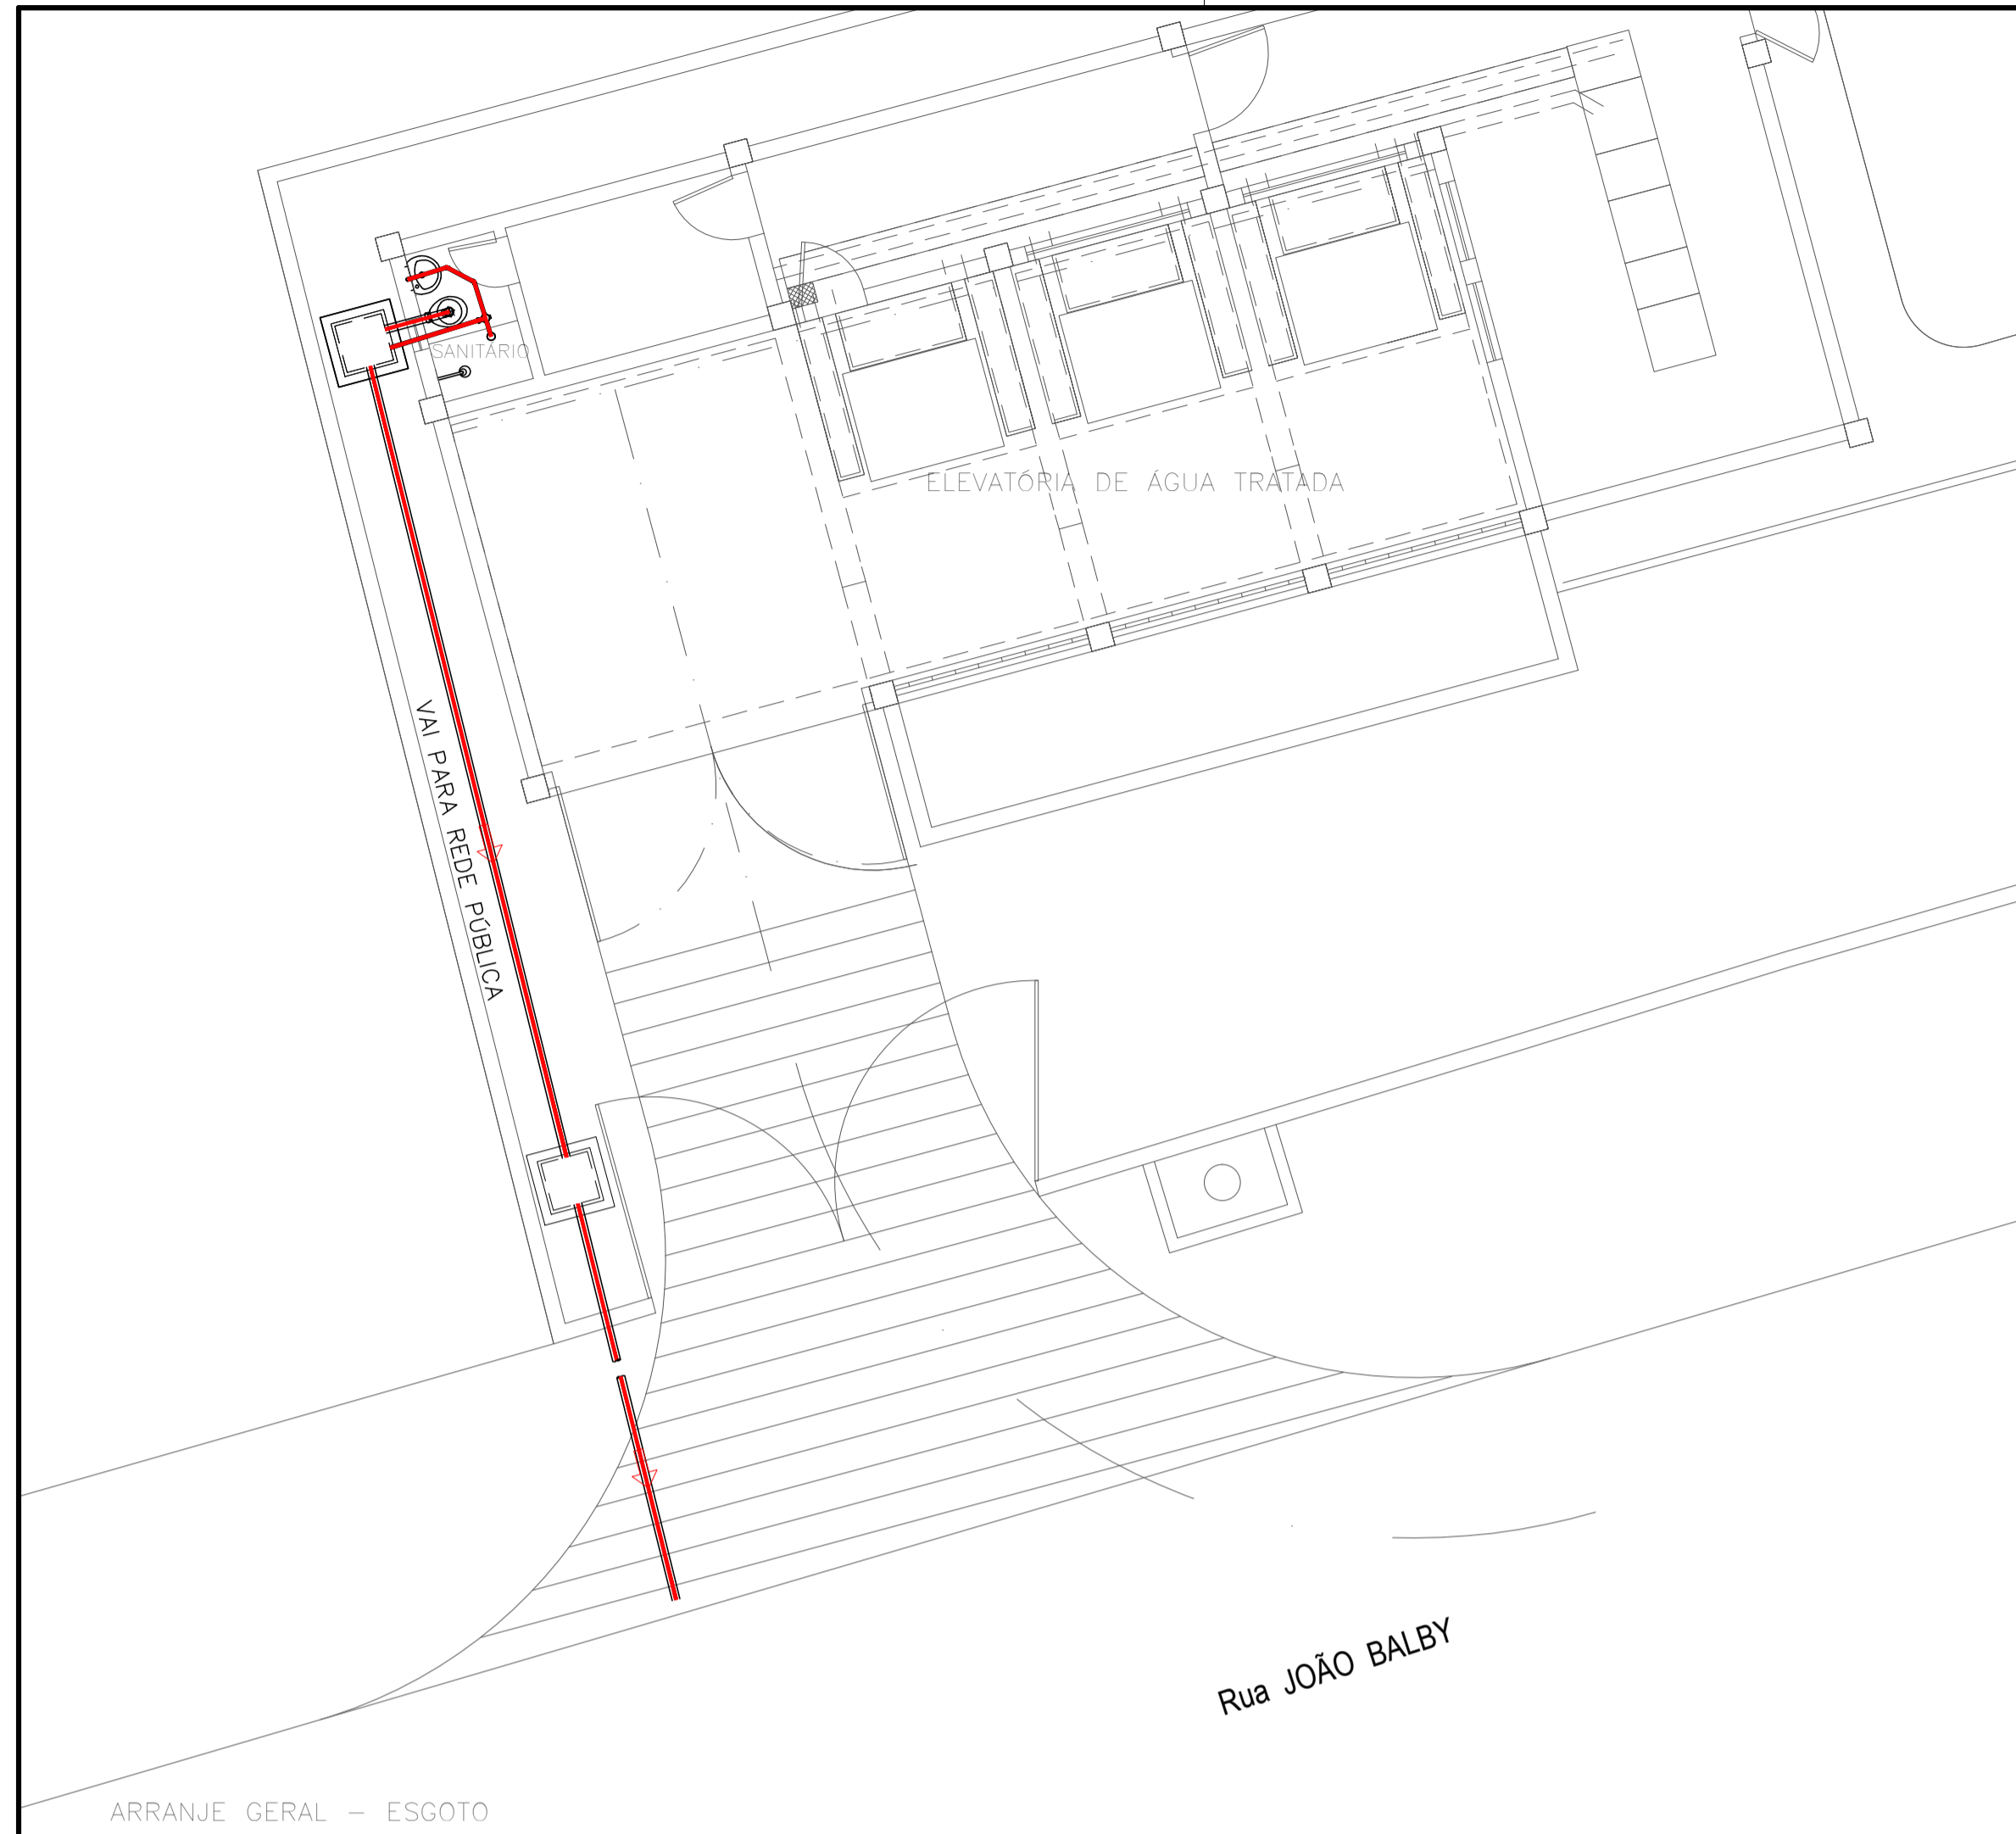 SANITÁRIO
ELEVATÓRIA DE ÁGUA TRATADA
VAI PARA REDE PÚBLICA
Rua JOÃO BALBY
ARRANJE GERAL – ESGOTO